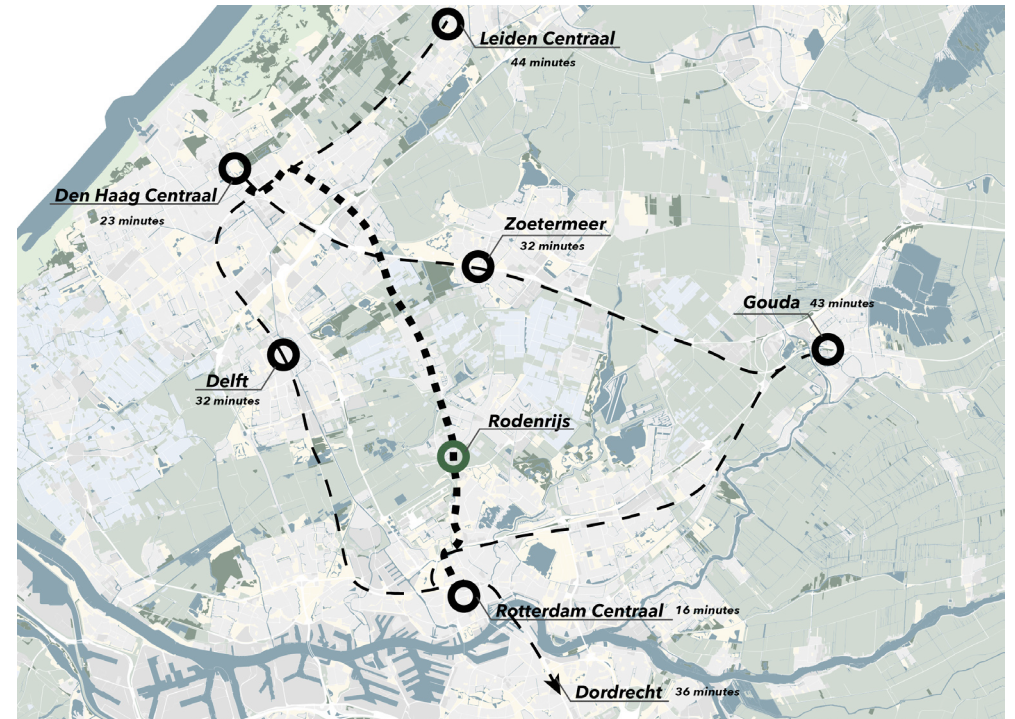 Leiden Centraal
44 minutes
Den Haag Centraal
23 minutes
Zoetermeer
32 minutes
Gouda 43 minutes
Delft
32 minutes
Rodenrijs
Rotterdam Centraal 16 minutes
Dordrecht 36 minutes